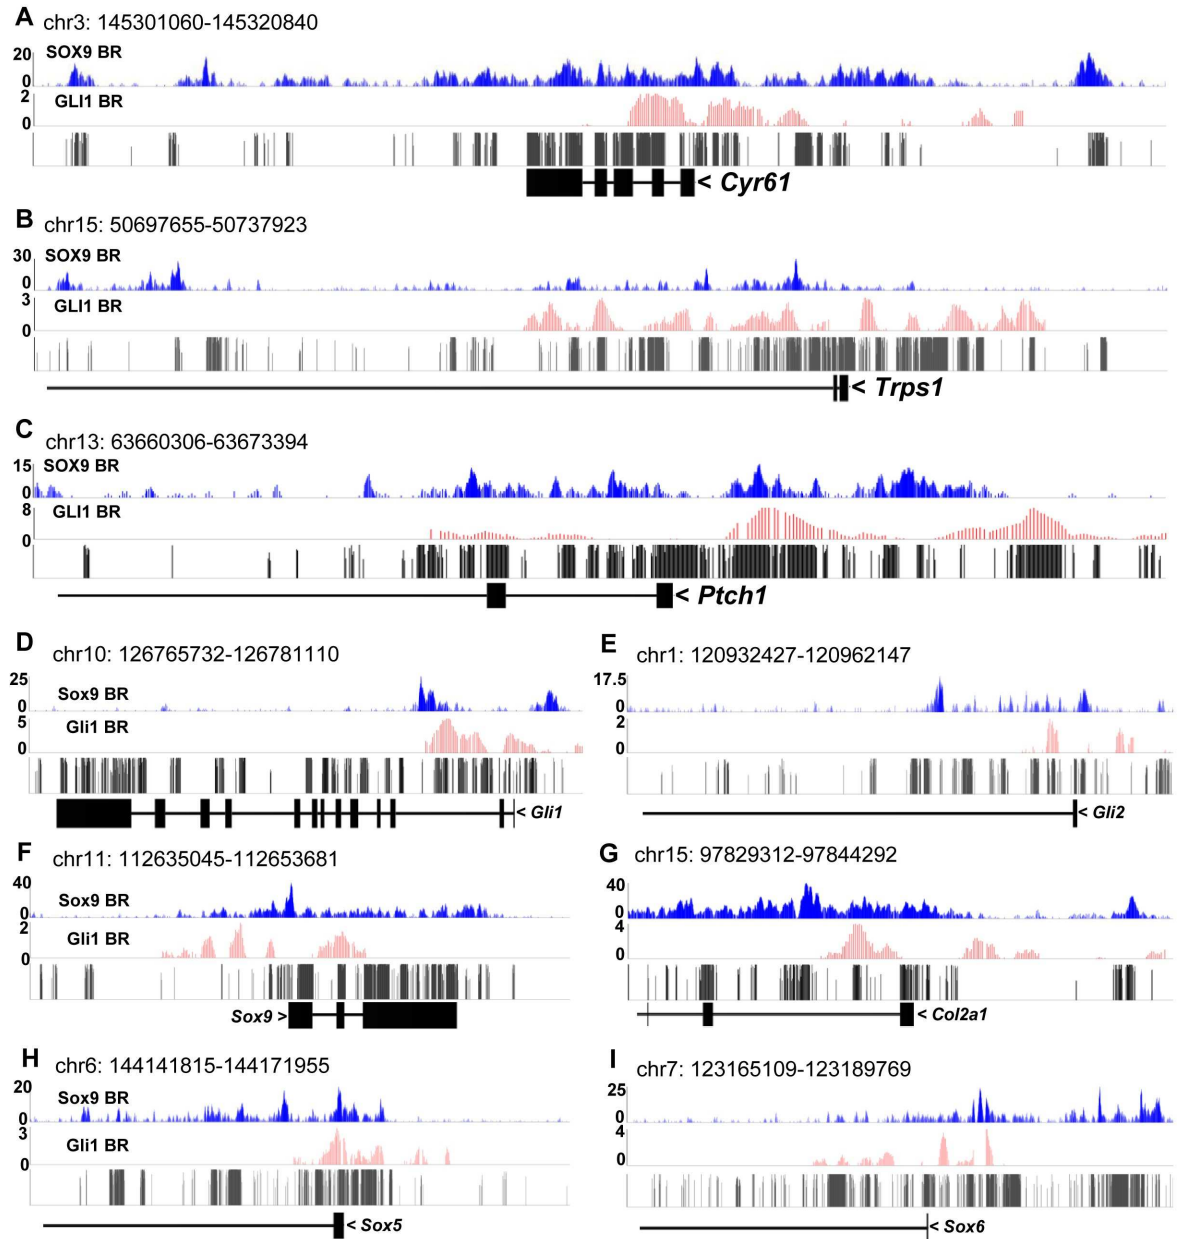 A chr3: 145301060-145320840
20 SOX9 BR
0
2 GLI1 BR
0
< Cyr61
B chr15: 50697655-50737923
30 SOX9 BR
0
3 GLI1 BR
0
< Trps1
C chr13: 63660306-63673394
15 SOX9 BR
0
8 GLI1 BR
0
< Ptch1
D chr10: 126765732-126781110
25 Sox9 BR
0
5 Gli1 BR
0
< Gli1
E chr1: 120932427-120962147
17.5
0
2
0
< Gli2
F chr11: 112635045-112653681
40 Sox9 BR
0
2 Gli1 BR
0
Sox9 >
G chr15: 97829312-97844292
40
0
4
0
< Col2a1
H chr6: 144141815-144171955
20 Sox9 BR
0
3 Gli1 BR
0
< Sox5
I chr7: 123165109-123189769
25
0
4
0
< Sox6